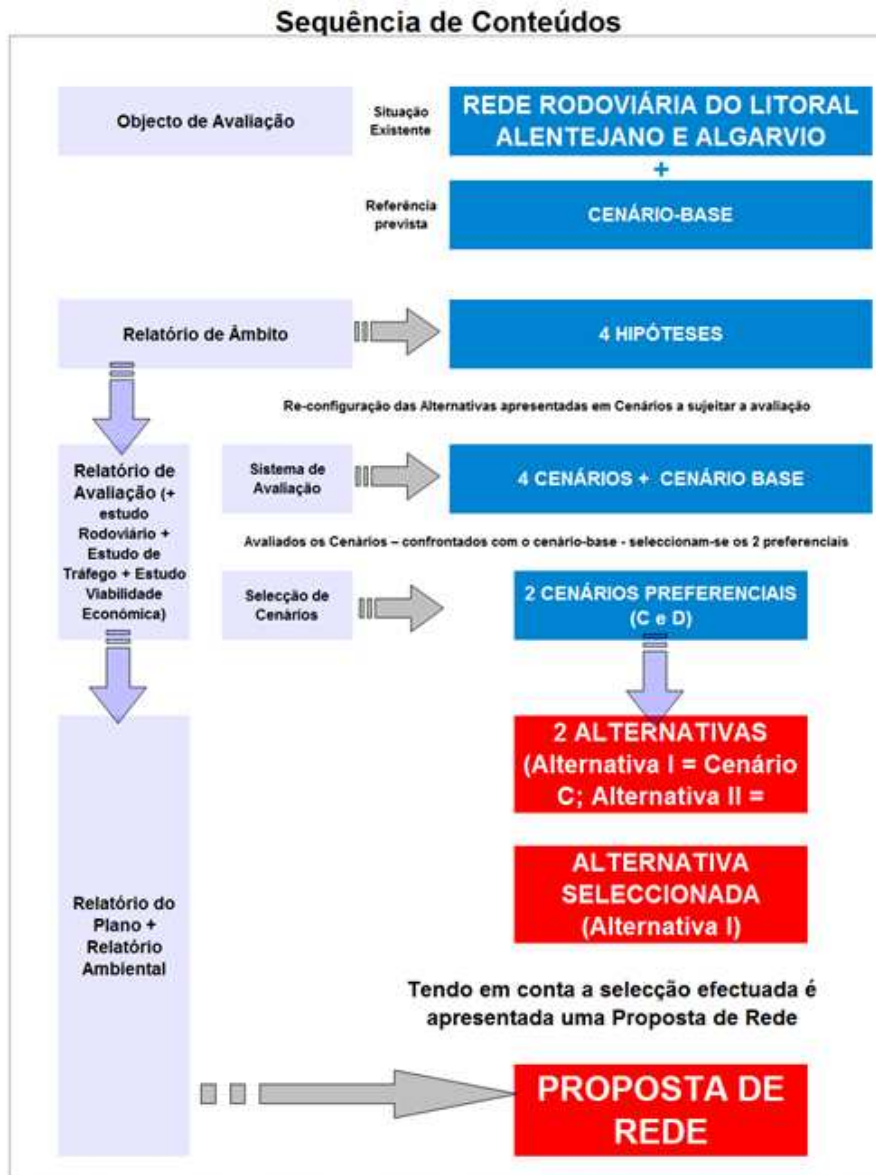 Sequência de Conteúdos
Objecto de Avaliação
Situação
Existente
REDE RODOVIÁRIA DO LITORAL
ALENTEJANO E ALGARVIO
+
Referência
prevista
CENÁRIO-BASE
Relatório de Âmbito
4 HIPÓTESES
Re-configuração das Alternativas apresentadas em Cenários a sujeitar a avaliação
Relatório de
Avaliação (+
estudo
Rodoviário +
Estudo de
Tráfego + Estudo
Viabilidade
Económica)
Sistema de
Avaliação
4 CENÁRIOS + CENÁRIO BASE
Avaliados os Cenários – confrontados com o cenário-base - seleccionam-se os 2 preferenciais
Selecção de
Cenários
2 CENÁRIOS PREFERENCIAIS
(C e D)
2 ALTERNATIVAS
(Alternativa I = Cenário
C; Alternativa II =
ALTERNATIVA
SELECCIONADA
(Alternativa I)
Relatório do
Plano +
Relatório
Ambiental
Tendo em conta a selecção efectuada é
apresentada uma Proposta de Rede
PROPOSTA DE
REDE